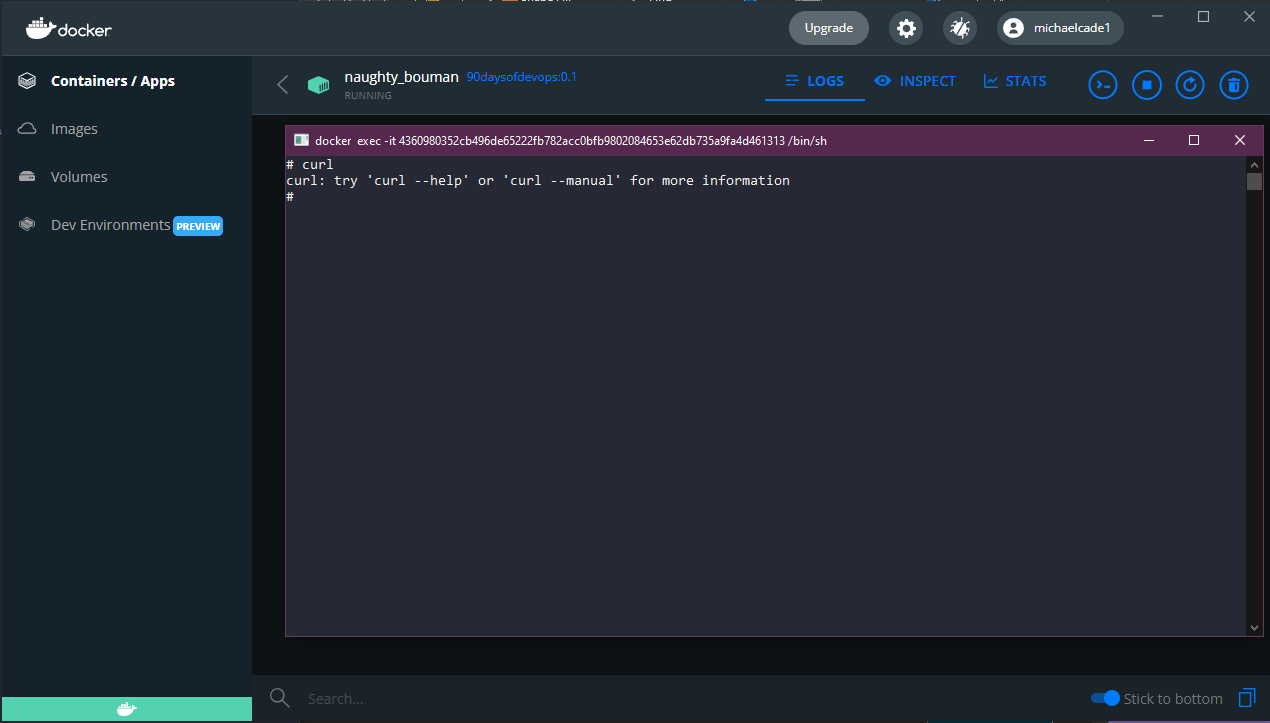 docker
Upgrade
michaelcade1
Containers / Apps
Images
Volumes
Dev Environments PREVIEW
naughty_bouman 90daysofdevops:0.1
RUNNING
LOGS
INSPECT
STATS
docker exec -it 4360980352cb496de65222fb782acc0bfb9802084653e62db735a9fa4d461313 /bin/sh
# curl
curl: try 'curl --help' or 'curl --manual' for more information
#
Search...
Stick to bottom